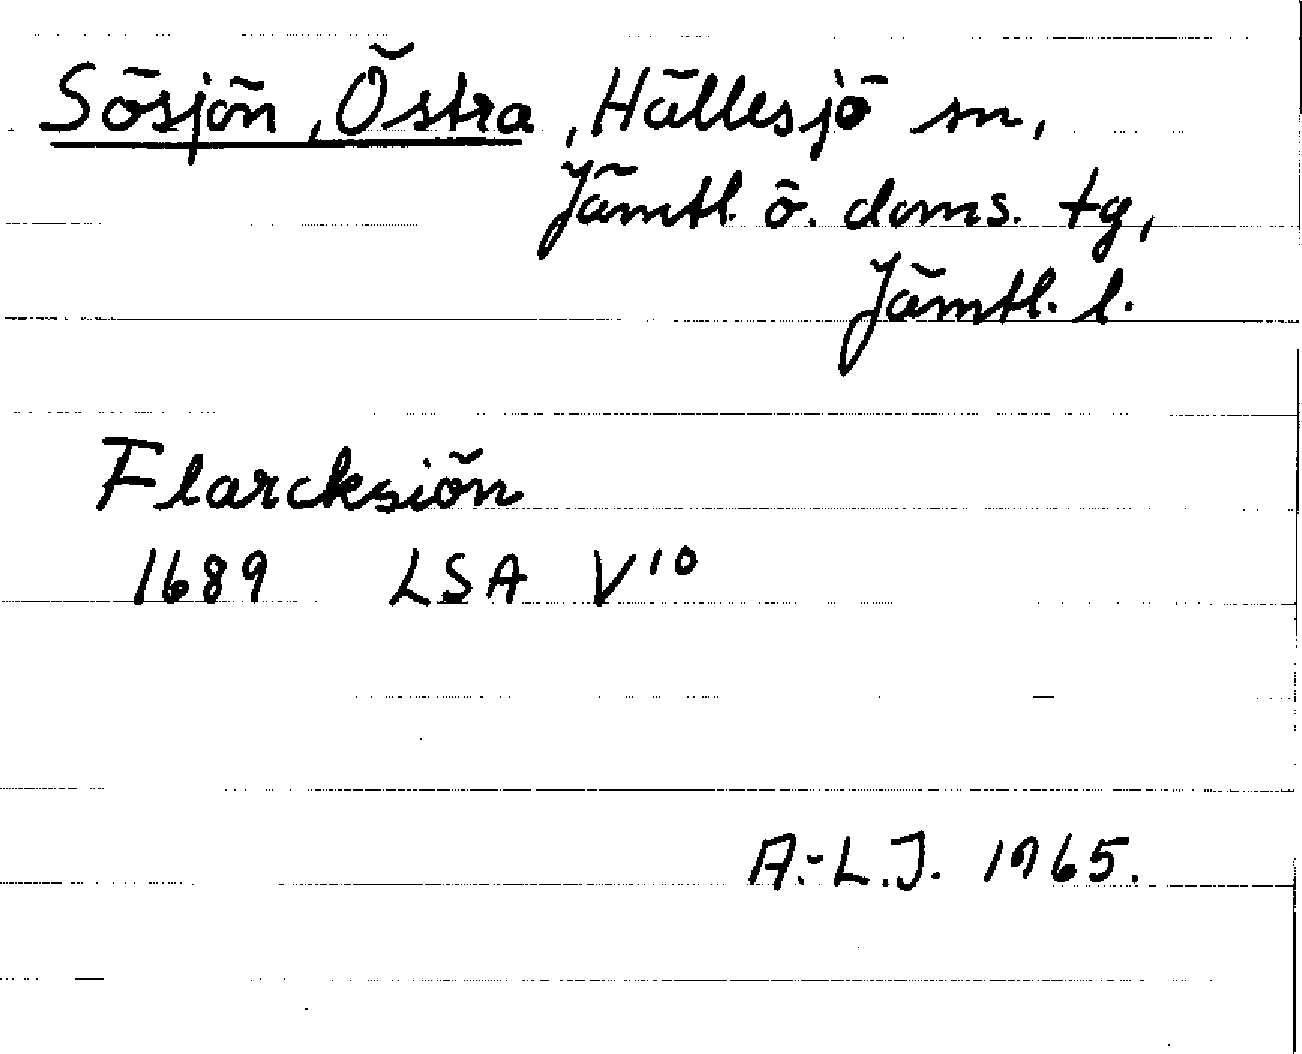 Sösjön, Östra, Hällesjö sn,
Jämtl. ö. doms. tg,
Jämtl. l.
Flarcksiön
1689 LSA V10
A.-L.J. 1965.